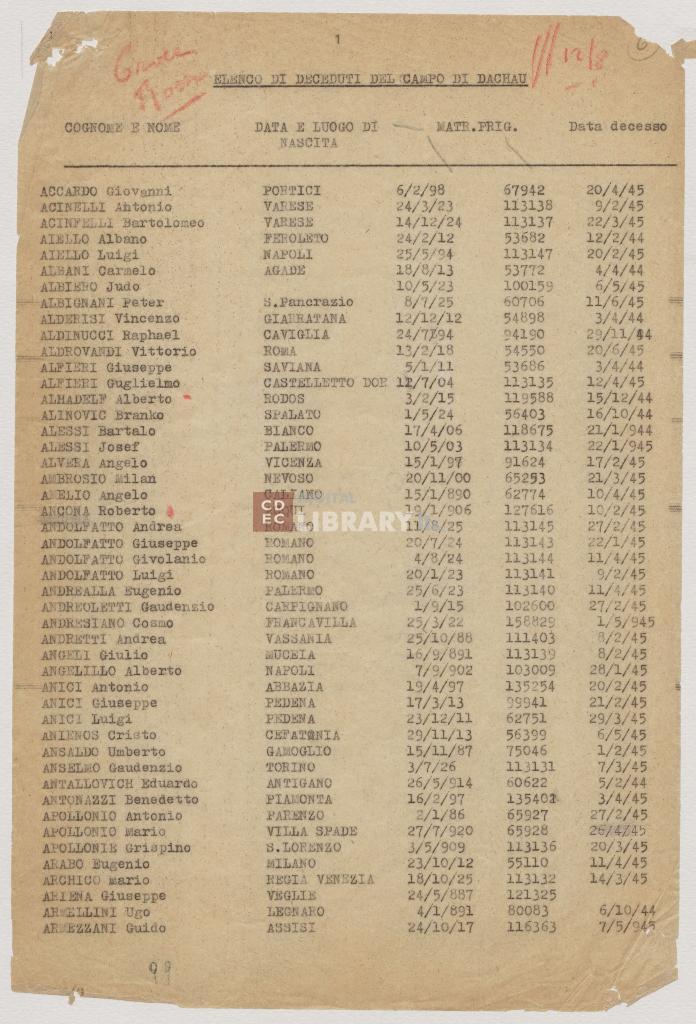 1
6
Croce
Rossa
12/8
ELENCO DI DECEDUTI DEL CAMPO DI DACHAU
COGNOME E NOME DATA E LUOGO DI NASCITA MATR.PRIG. Data decesso
ACCARDO Giovanni PORTICI 6/2/98 67942 20/4/45
ACINELLI Antonio VARESE 24/3/23 113138 9/2/45
ACINFELLI Bartolomeo VARESE 14/12/24 113137 22/3/45
AIELLO Albano FEROLETO 24/2/12 53682 12/2/44
AIELLO Luigi NAPOLI 25/5/94 113147 20/2/45
ALBANI Carmelo AGADE 18/8/13 53772 4/4/44
ALBIERO Judo 10/5/23 100159 6/5/45
ALBIGNANI Peter S.Pancrazio 8/7/25 60706 11/6/45
ALDERISI Vincenzo GIARRATANA 12/12/12 54898 3/4/44
ALDINUCCI Raphael CAVIGLIA 24/7/94 94190 29/11/44
ALDROVANDI Vittorio ROMA 13/2/18 54550 20/6/45
ALFIERI Giuseppe SAVIANA 5/1/11 53686 3/4/44
ALFIERI Guglielmo CASTELLETTO DOR 12/7/04 113135 12/4/45
ALHADELF Alberto RODOS 3/2/15 119588 15/12/44
ALINOVIC Branko SPALATO 1/5/24 56403 16/10/44
ALESSI Bartalo BIANCO 17/4/06 118675 21/1/944
ALESSI Josef PALERMO 10/5/03 113134 22/1/945
ALVERA Angelo VICENZA 15/1/97 91624 17/2/45
AMBROSIO Milan NEVOSO 20/11/00 65253 21/3/45
AMELIO Angelo GALIANO 15/1/890 62774 10/4/45
ANCONA Roberto 19/1/906 127616 10/2/45
ANDOLFATTO Andrea ROMANO 113145 27/2/45
ANDOLFATTO Giuseppe ROMANO 20/7/24 113143 22/1/45
ANDOLFATTO Givolanio ROMANO 4/8/24 113144 11/4/45
ANDOLFATTO Luigi ROMANO 20/1/23 113141 9/2/45
ANDREALLA Eugenio PALERMO 25/6/23 113140 11/4/45
ANDREOLETTI Gaudenzio CARPIGNANO 1/9/15 102600 27/2/45
ANDRESIANO Cosmo FRANCAVILLA 25/3/22 158829 1/5/945
ANDRETTI Andrea VASSANIA 25/10/88 111403 8/2/45
ANGELI Giulio MUCEIA 16/9/891 113139 8/2/45
ANGELILLO Alberto NAPOLI 7/9/902 103009 28/1/45
ANICI Antonio ABBAZIA 19/4/97 135254 20/2/45
ANICI Giuseppe PEDENA 17/3/13 99941 21/2/45
ANICI Luigi PEDENA 23/12/11 62751 29/3/45
ANIENOS Cristo CEFATONIA 29/11/13 56399 6/5/45
ANSALDO Umberto GAMOGLIO 15/11/87 75046 1/2/45
ANSELMO Gaudenzio TORINO 3/7/26 113131 7/3/45
ANTALLOVICH Eduardo ANTIGANO 26/5/914 60622 5/2/44
ANTONAZZI Benedetto PIAMONTA 16/2/97 135402 3/4/45
APOLLONIO Antonio PARENZO 2/1/86 65927 27/2/45
APOLLONIO Mario VILLA SPADE 27/7/920 65928 26/4/45
APOLLONIE Grispino S.LORENZO 3/5/909 113136 20/3/45
ARABO Eugenio MILANO 23/10/12 55110 11/4/45
ARCHICO Mario REGIA VENEZIA 18/10/25 113132 14/3/45
ARIENA Giuseppe VEGLIE 24/5/887 121325
ARMELLINI Ugo LEGNARO 4/1/891 80083 6/10/44
ARMEZZANI Guido ASSISI 24/10/17 116363 7/5/945
CDEC DIGITAL LIBRARY